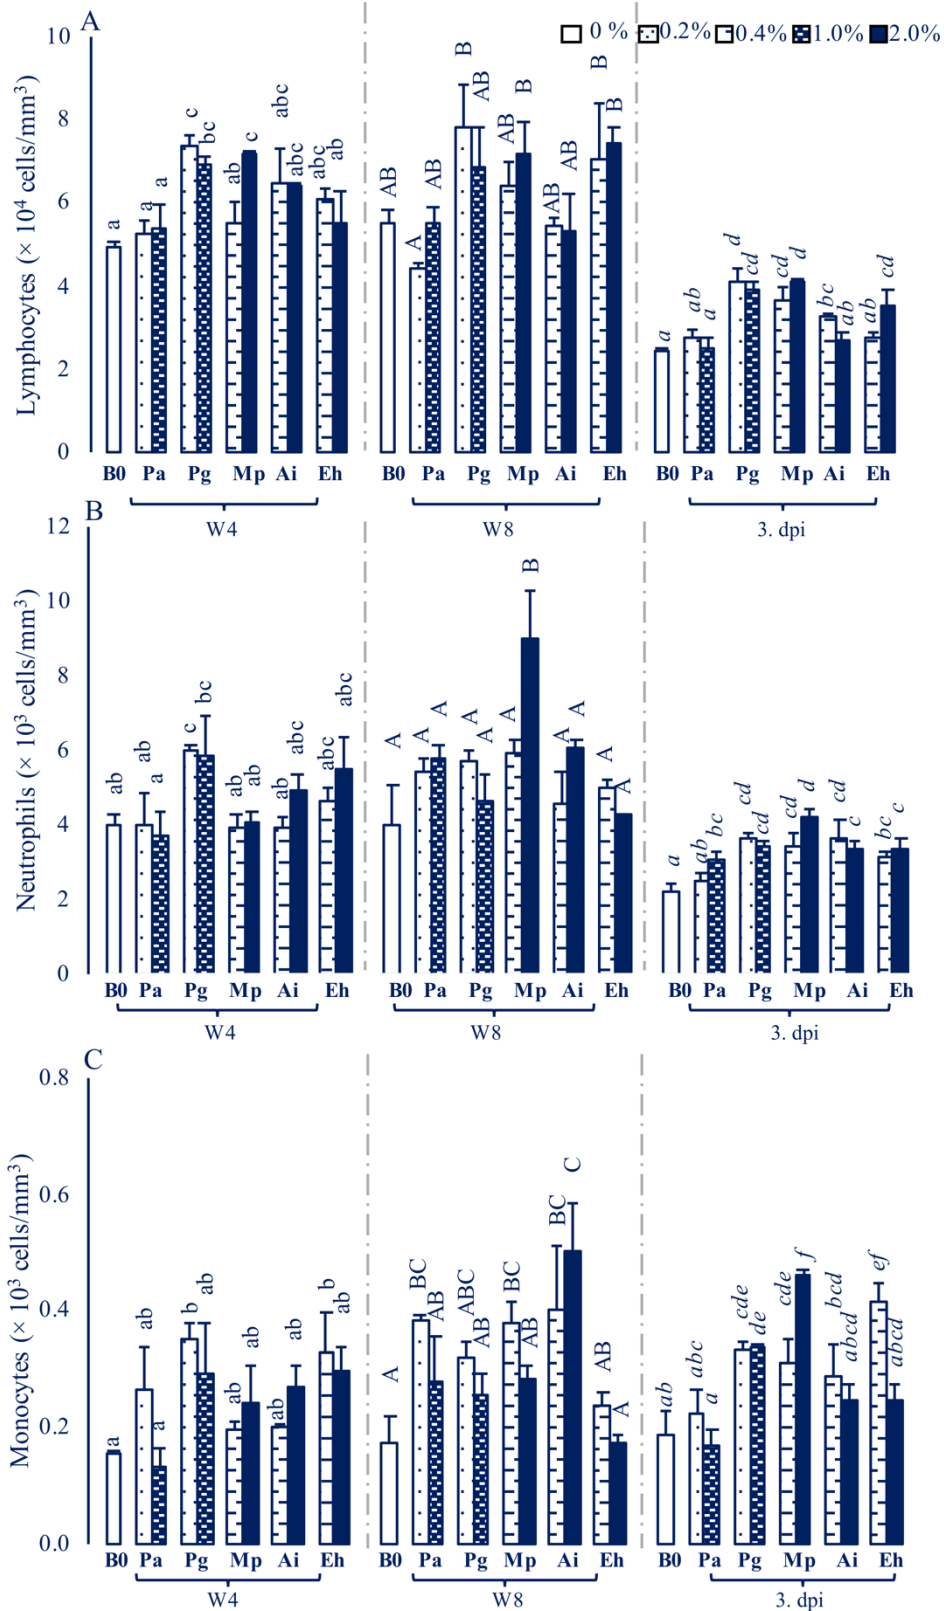 A
0 % 0.2% 0.4% 1.0% 2.0%
Lymphocytes (× 10⁴ cells/mm³)
10
8
6
4
2
0
a a a c bc ab c abc abc abc ab
AB A AB B AB AB B AB AB B B
a ab a d cd cd d bc ab ab cd
B0 Pa Pg Mp Ai Eh B0 Pa Pg Mp Ai Eh B0 Pa Pg Mp Ai Eh
W4 W8 3. dpi
B
Neutrophils (× 10³ cells/mm³)
12
10
8
6
4
2
0
ab ab a c bc ab ab ab abc abc abc
A A A A A A B A A A A
a ab bc cd cd cd d cd c bc c
B0 Pa Pg Mp Ai Eh B0 Pa Pg Mp Ai Eh B0 Pa Pg Mp Ai Eh
W4 W8 3. dpi
C
Monocytes (× 10³ cells/mm³)
0.8
0.6
0.4
0.2
0.0
a ab a b ab ab ab ab ab b ab
A BC AB ABC AB BC AB BC C AB A
ab abc a cde de cde f bcd abcd ef abcd
B0 Pa Pg Mp Ai Eh B0 Pa Pg Mp Ai Eh B0 Pa Pg Mp Ai Eh
W4 W8 3. dpi